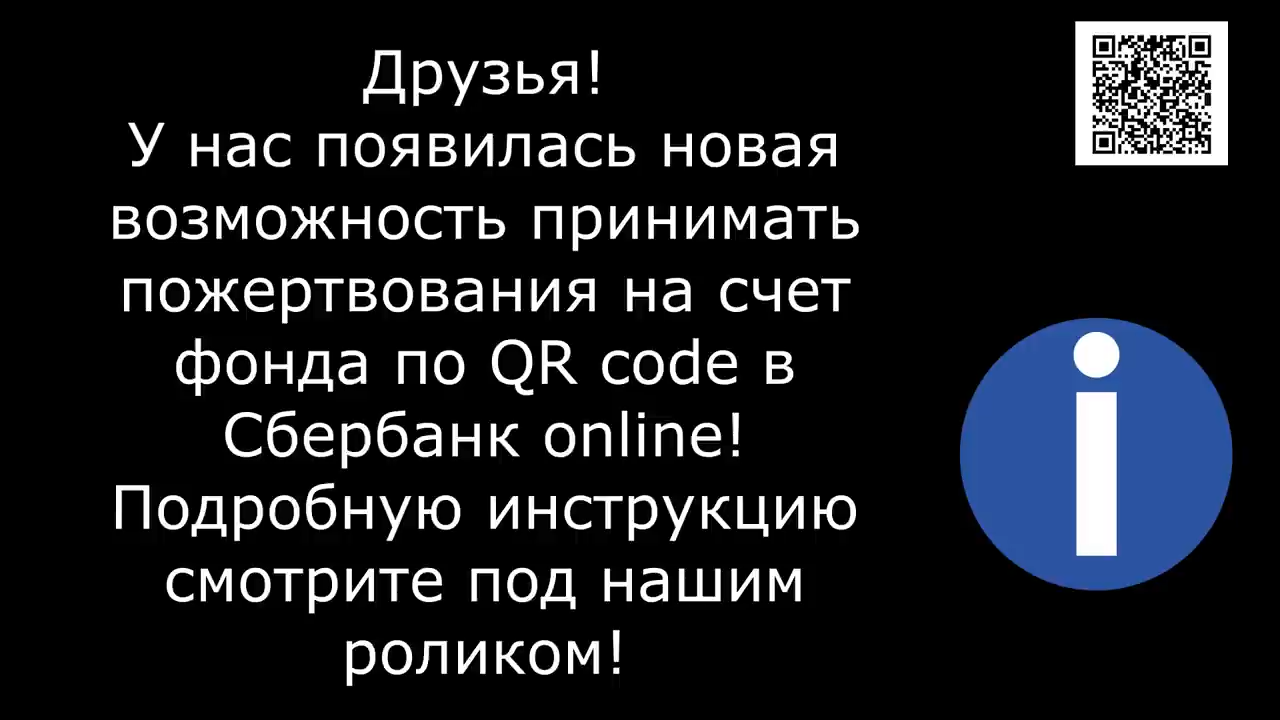 Друзья!
У нас появилась новая
возможность принимать
пожертвования на счет
фонда по QR code в
Сбербанк online!
Подробную инструкцию
смотрите под нашим
роликом!